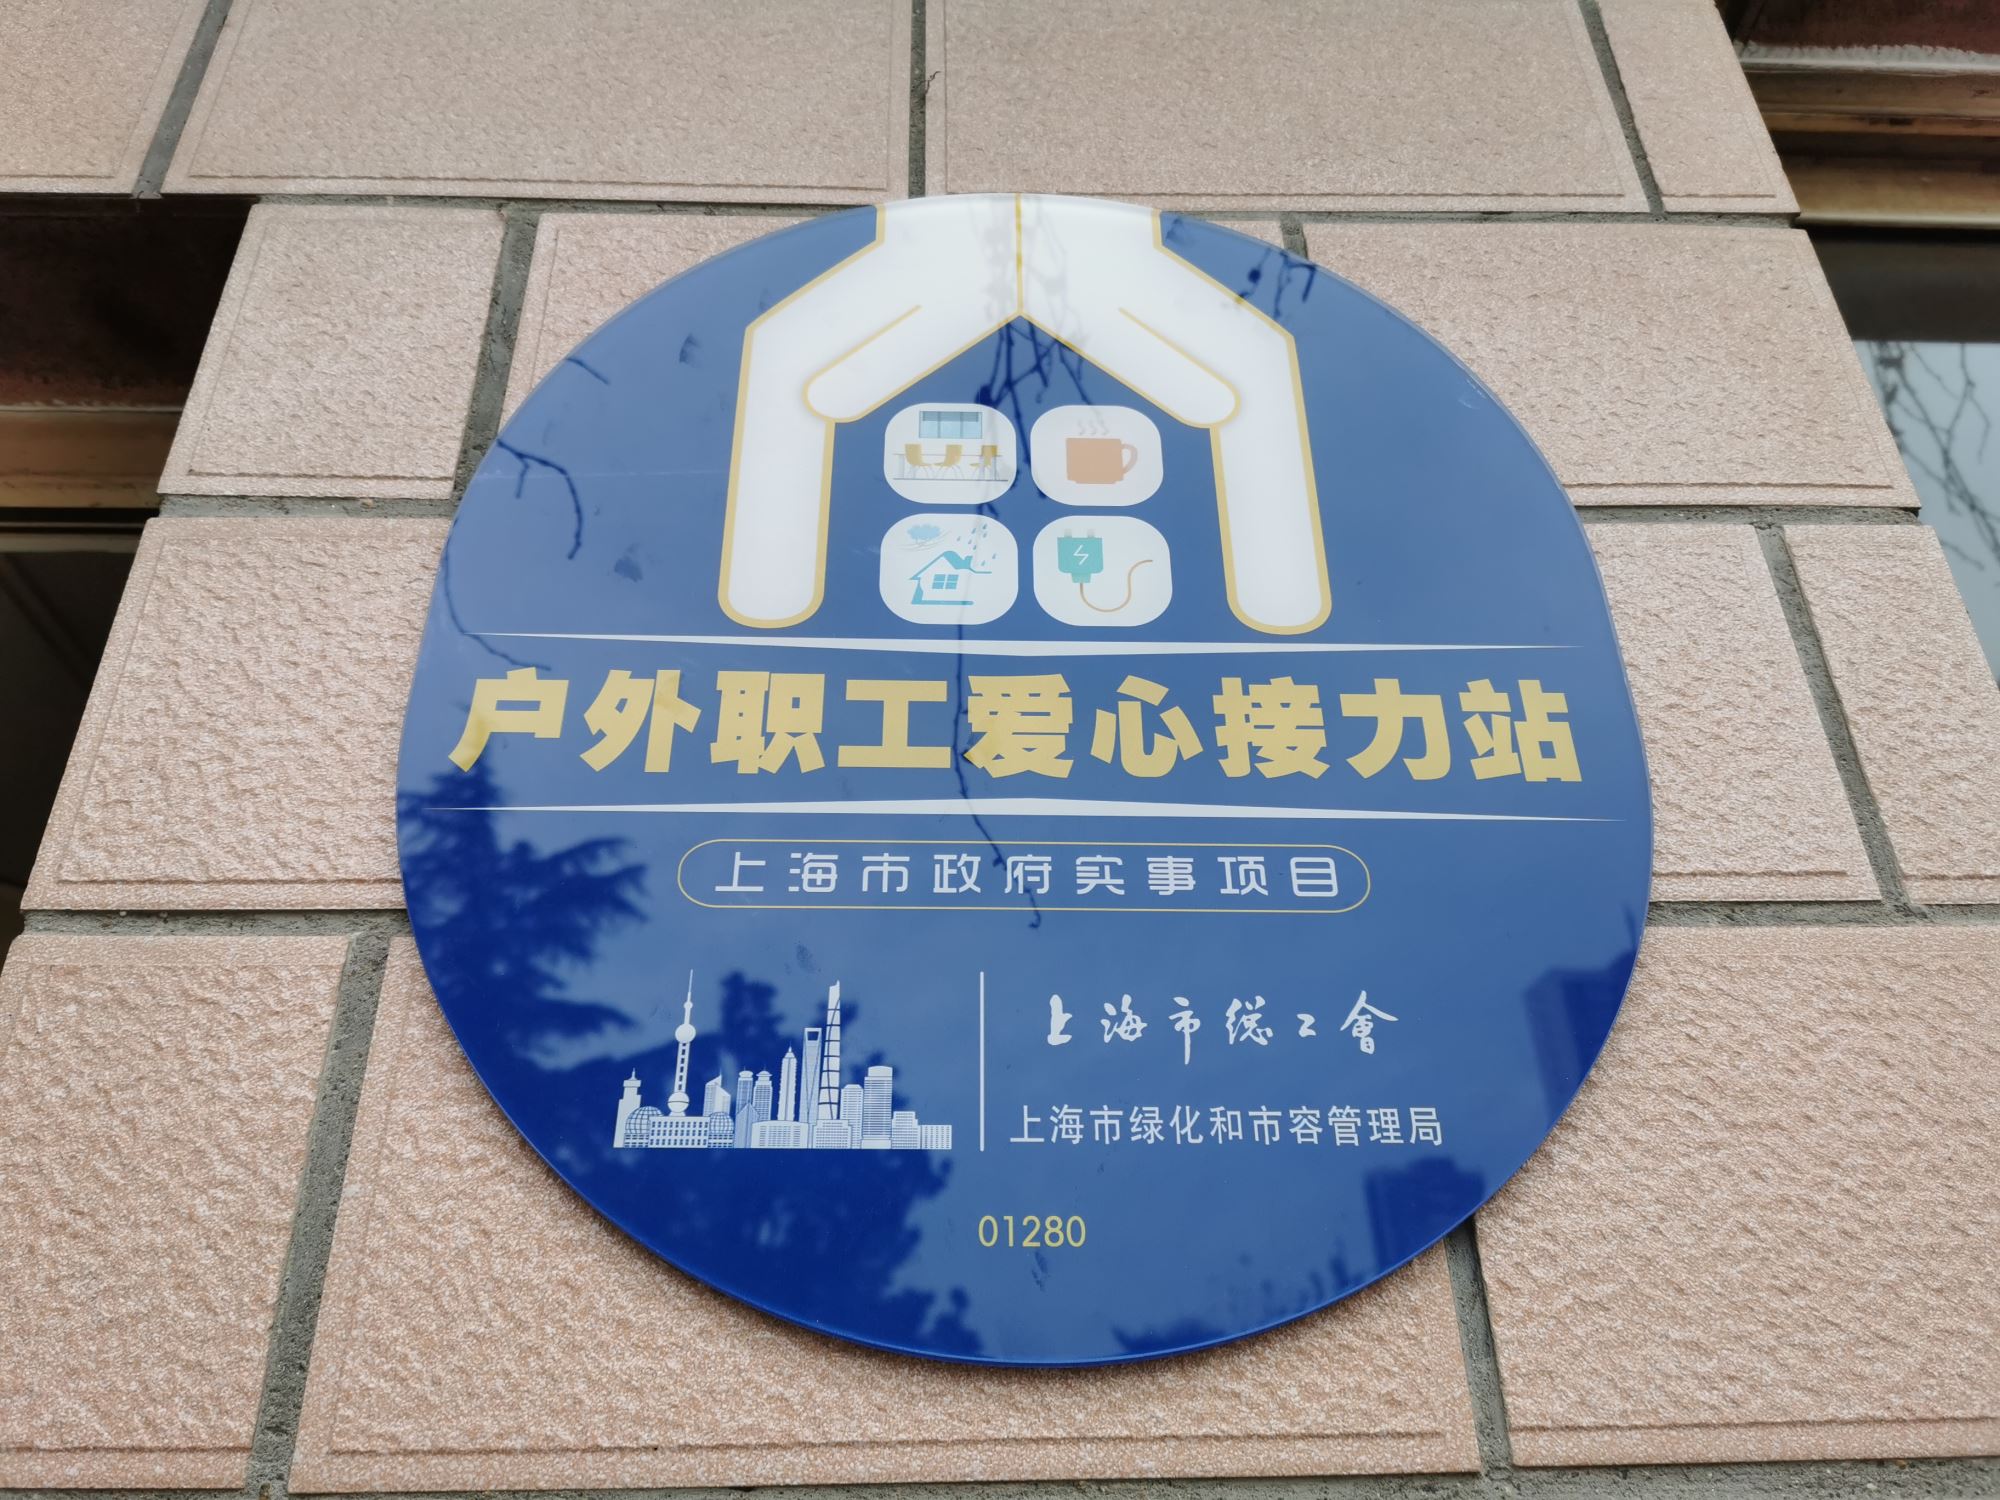 户外职工爱心接力站
上海市政府实事项目
上海市总工會
上海市绿化和市容管理局
01280